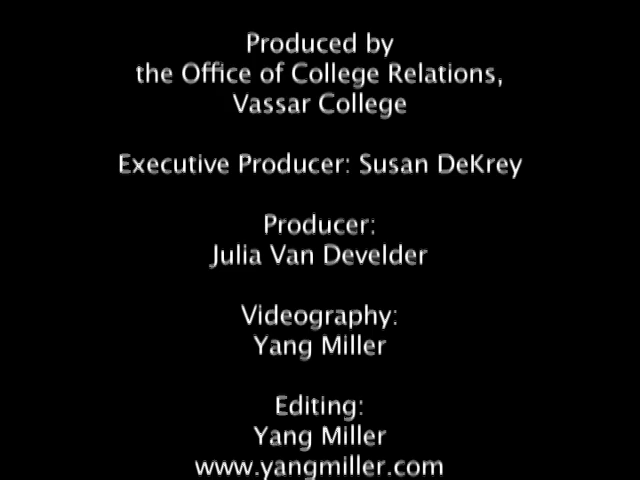 Produced by
the Office of College Relations,
Vassar College
Executive Producer: Susan DeKrey
Producer:
Julia Van Develder
Videography:
Yang Miller
Editing:
Yang Miller
www.yangmiller.com